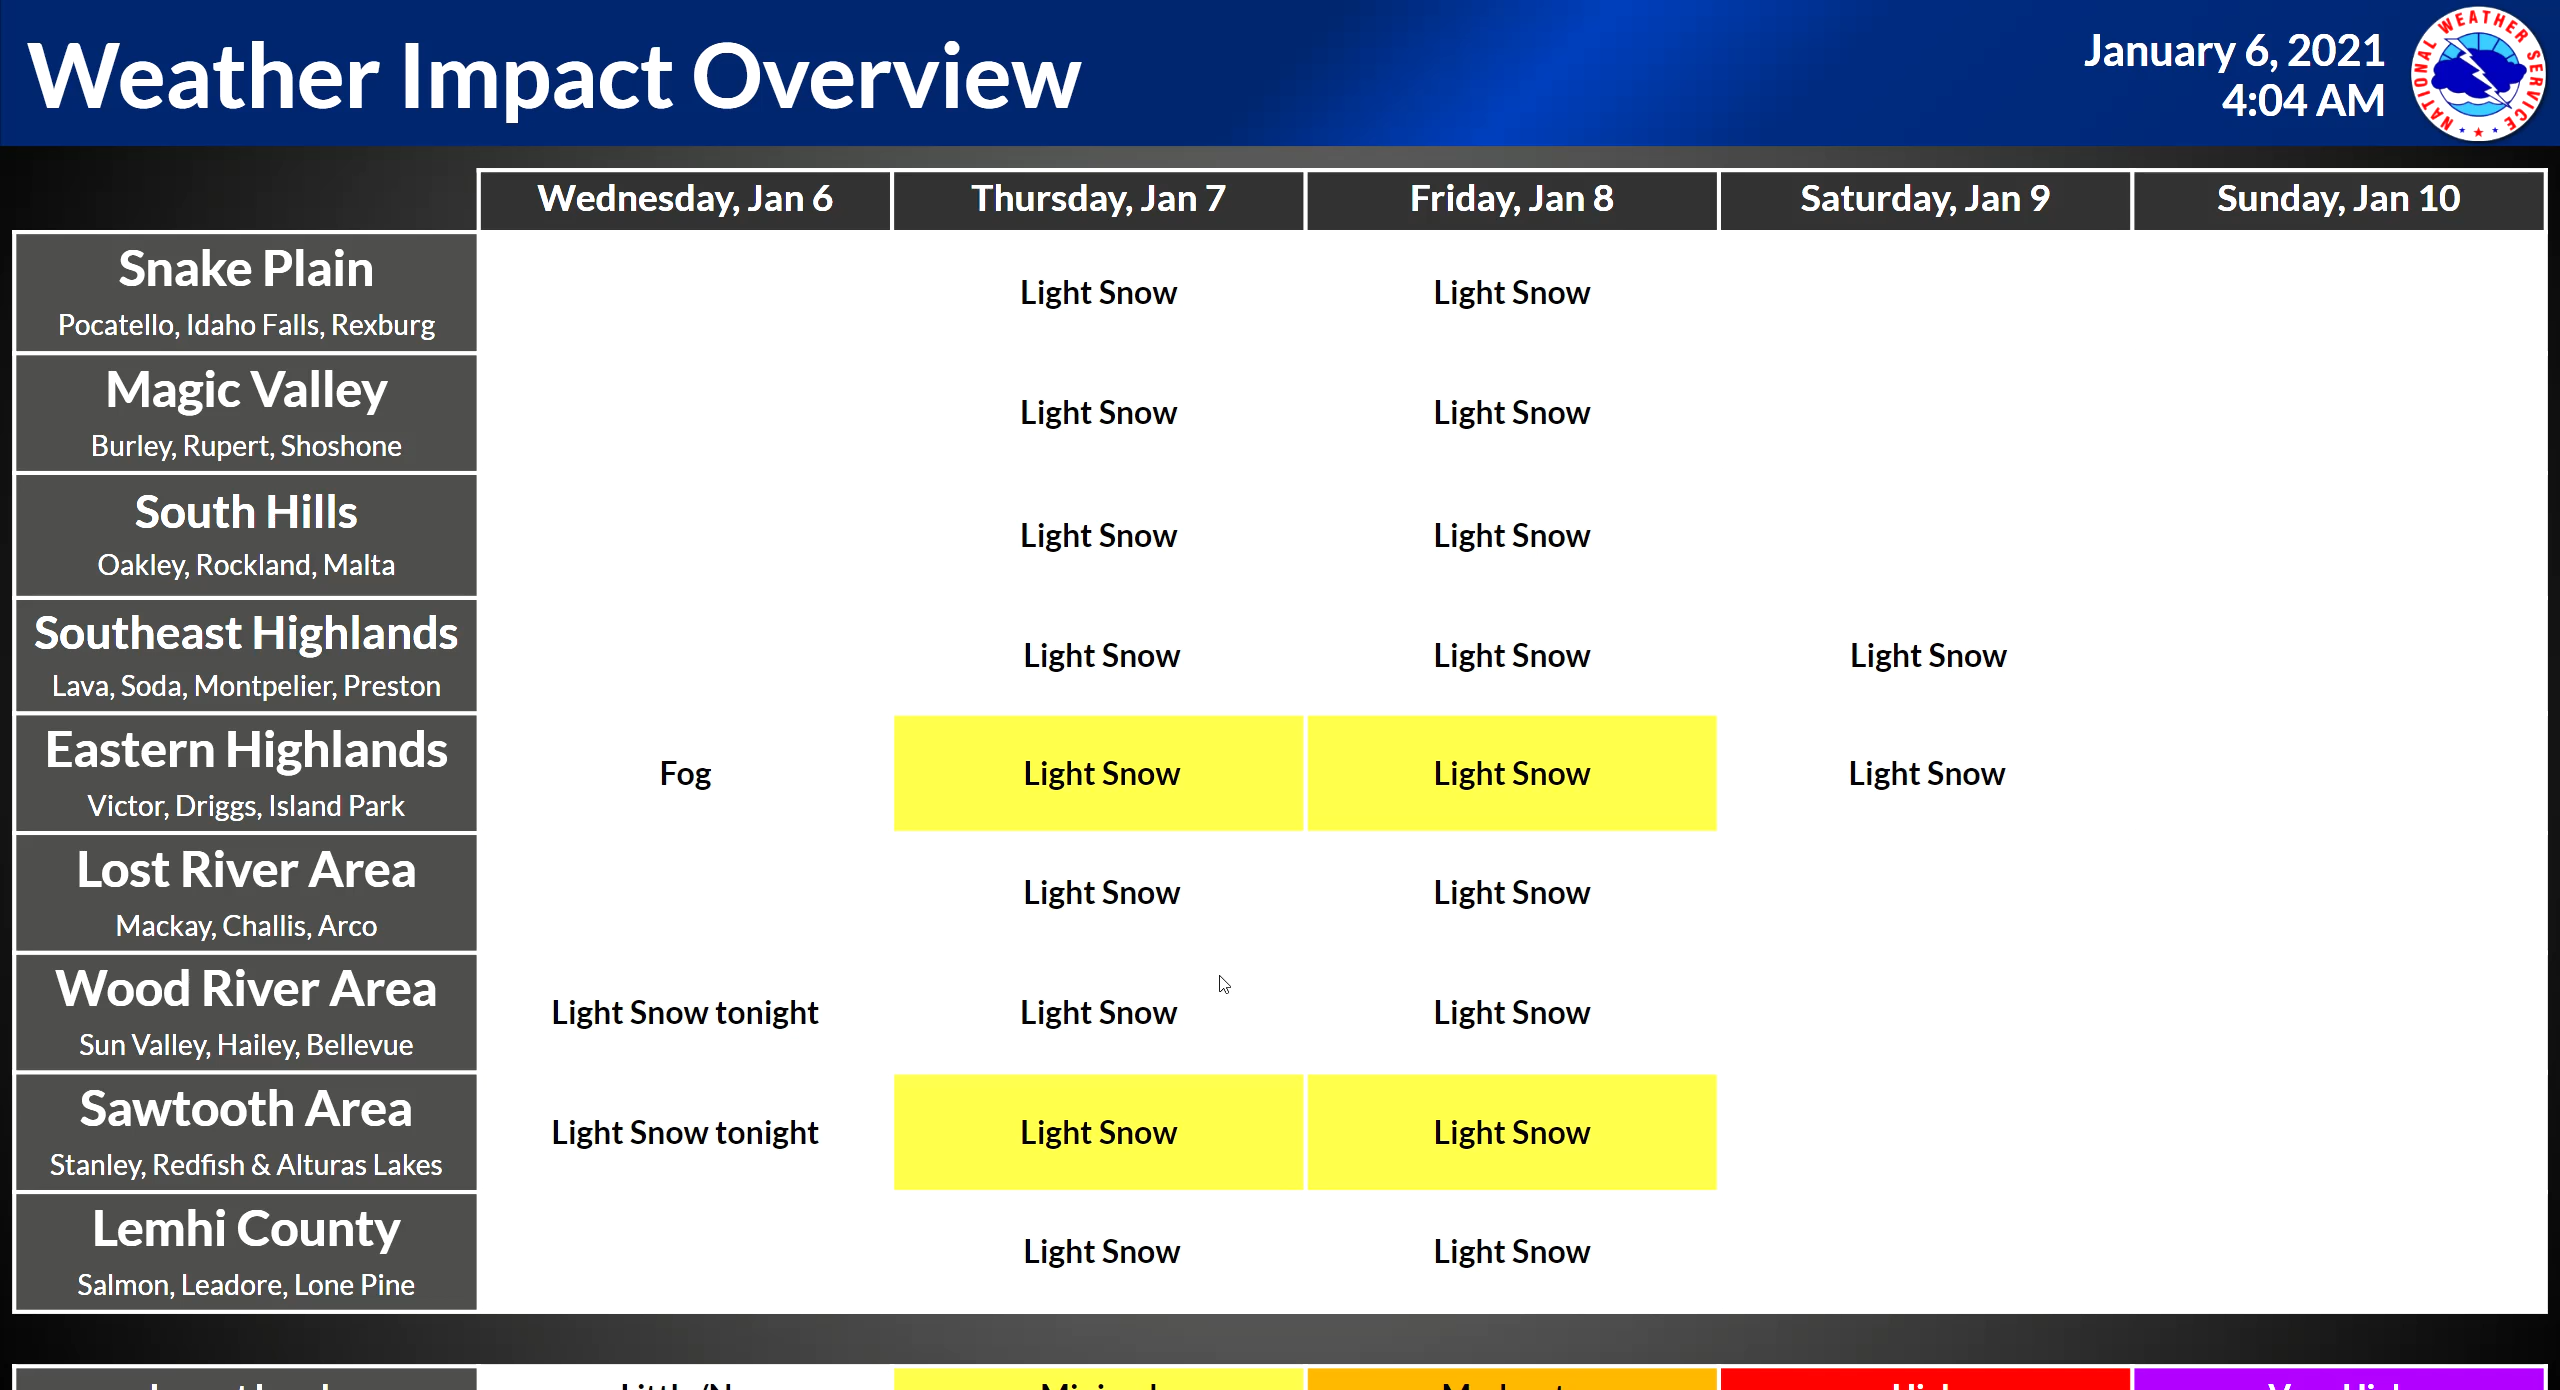 Weather Impact Overview
January 6, 2021
4:04 AM
NATIONAL WEATHER SERVICE
Wednesday, Jan 6 Thursday, Jan 7 Friday, Jan 8 Saturday, Jan 9 Sunday, Jan 10
Snake Plain
Pocatello, Idaho Falls, Rexburg
Light Snow Light Snow
Magic Valley
Burley, Rupert, Shoshone
Light Snow Light Snow
South Hills
Oakley, Rockland, Malta
Light Snow Light Snow
Southeast Highlands
Lava, Soda, Montpelier, Preston
Light Snow Light Snow Light Snow
Eastern Highlands
Victor, Driggs, Island Park
Fog Light Snow Light Snow Light Snow
Lost River Area
Mackay, Challis, Arco
Light Snow Light Snow
Wood River Area
Sun Valley, Hailey, Bellevue
Light Snow tonight Light Snow Light Snow
Sawtooth Area
Stanley, Redfish & Alturas Lakes
Light Snow tonight Light Snow Light Snow
Lemhi County
Salmon, Leadore, Lone Pine
Light Snow Light Snow